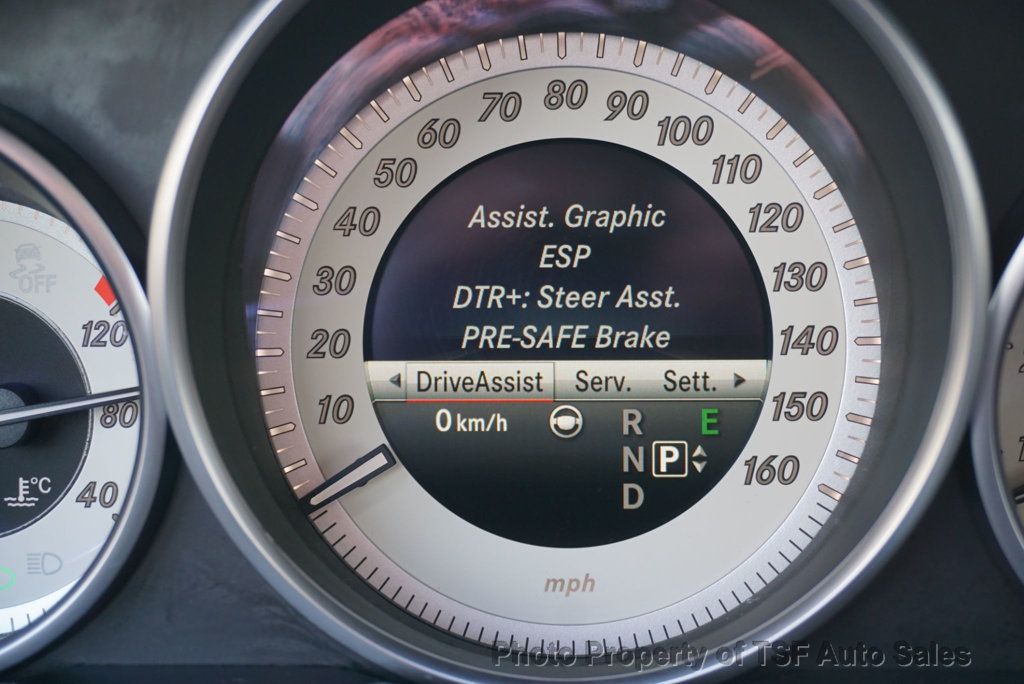 80
70
90
60
100
50
110
40
120
30
130
20
140
10
150
160
Assist. Graphic
ESP
DTR+: Steer Asst.
PRE-SAFE Brake
DriveAssist Serv. Sett.
0 km/h
R E
N P
D
mph
OFF
120
80
°C
40
Photo Property of TSF Auto Sales